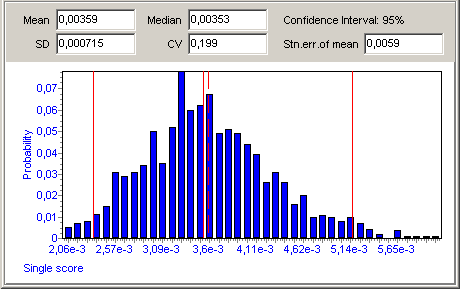 Mean 0,00359 Median 0,00353 Confidence Interval: 95%
SD 0,000715 CV 0,199 Stn.err.of mean 0,0059
Probability
0,07
0,06
0,05
0,04
0,03
0,02
0,01
0
2,06e-3 2,57e-3 3,09e-3 3,6e-3 4,11e-3 4,62e-3 5,14e-3 5,65e-3
Single score